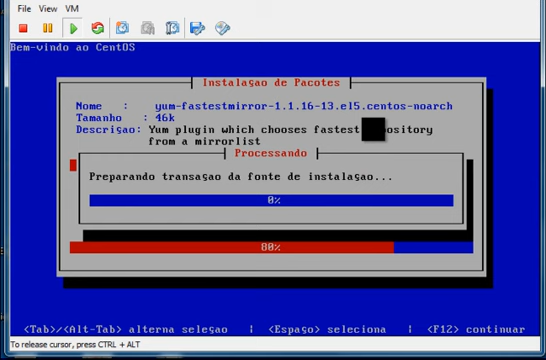 File View VM
Bem-vindo ao CentOS
Instalaçao de Pacotes
Nome : yum-fastestmirror-1.1.16-13.el5.centos-noarch
Tamanho : 46k
Descriçao: Yum plugin which chooses fastest ository
from a mirrorlist
Processando
Preparando transaçao da fonte de instalaçao...
0%
80%
<Tab>/<Alt-Tab> alterna seleçao | <Espaço> seleciona | <F12> continuar
To release cursor, press CTRL + ALT